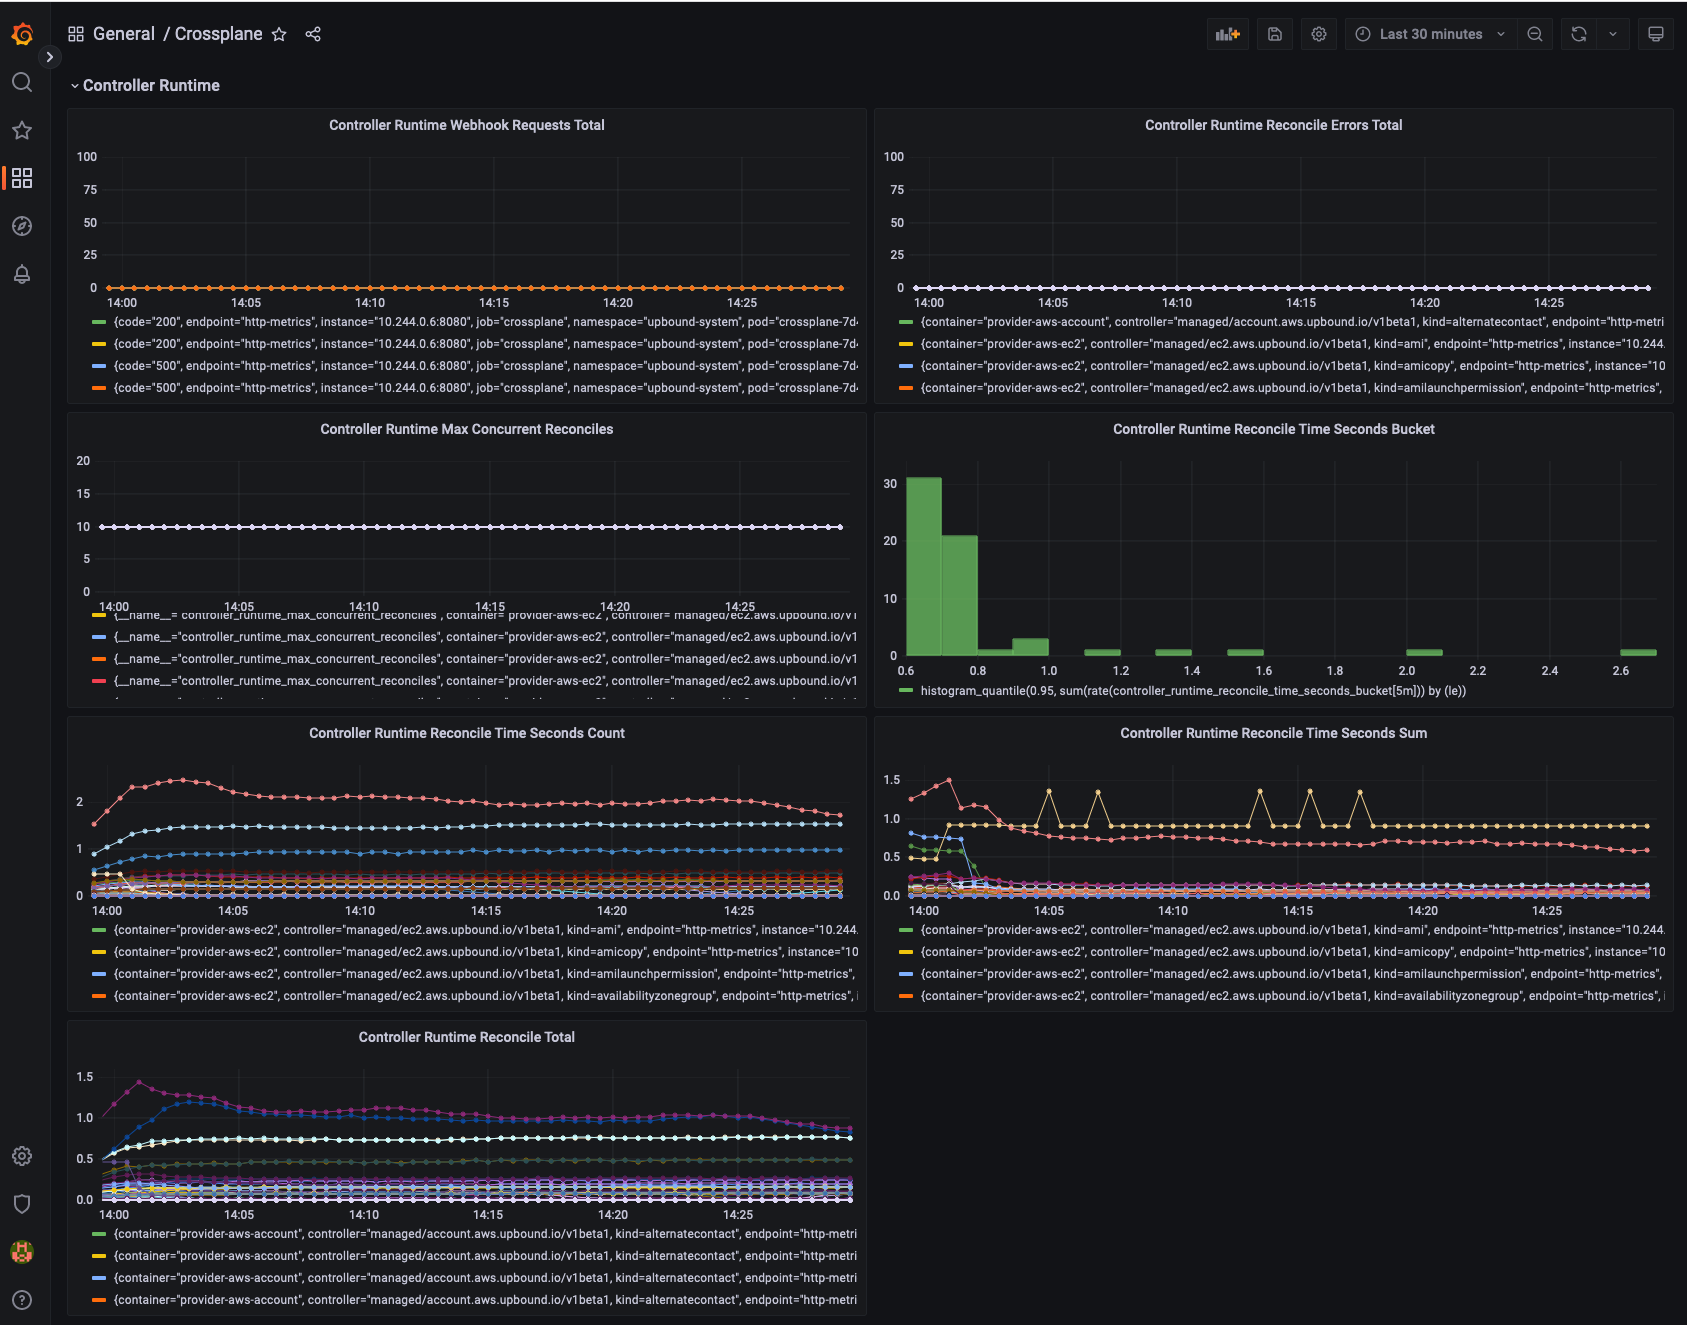 General / Crossplane
Last 30 minutes
Controller Runtime
Controller Runtime Webhook Requests Total
100
75
50
25
0
14:00 14:05 14:10 14:15 14:20 14:25
{code="200", endpoint="http-metrics", instance="10.244.0.6:8080", job="crossplane", namespace="upbound-system", pod="crossplane-7d4
{code="200", endpoint="http-metrics", instance="10.244.0.6:8080", job="crossplane", namespace="upbound-system", pod="crossplane-7d4
{code="500", endpoint="http-metrics", instance="10.244.0.6:8080", job="crossplane", namespace="upbound-system", pod="crossplane-7d4
{code="500", endpoint="http-metrics", instance="10.244.0.6:8080", job="crossplane", namespace="upbound-system", pod="crossplane-7d4
Controller Runtime Reconcile Errors Total
100
75
50
25
0
14:00 14:05 14:10 14:15 14:20 14:25
{container="provider-aws-account", controller="managed/account.aws.upbound.io/v1beta1, kind=alternatecontact", endpoint="http-metri
{container="provider-aws-ec2", controller="managed/ec2.aws.upbound.io/v1beta1, kind=ami", endpoint="http-metrics", instance="10.244.
{container="provider-aws-ec2", controller="managed/ec2.aws.upbound.io/v1beta1, kind=amicopy", endpoint="http-metrics", instance="10
{container="provider-aws-ec2", controller="managed/ec2.aws.upbound.io/v1beta1, kind=amilaunchpermission", endpoint="http-metrics",
Controller Runtime Max Concurrent Reconciles
20
15
10
5
0
14:00 14:05 14:10 14:15 14:20 14:25
{__name__="controller_runtime_max_concurrent_reconciles", container="provider-aws-ec2", controller="managed/ec2.aws.upbound.io/v1
{__name__="controller_runtime_max_concurrent_reconciles", container="provider-aws-ec2", controller="managed/ec2.aws.upbound.io/v1
{__name__="controller_runtime_max_concurrent_reconciles", container="provider-aws-ec2", controller="managed/ec2.aws.upbound.io/v1
{__name__="controller_runtime_max_concurrent_reconciles", container="provider-aws-ec2", controller="managed/ec2.aws.upbound.io/v1
Controller Runtime Reconcile Time Seconds Bucket
30
20
10
0
0.6 0.8 1.0 1.2 1.4 1.6 1.8 2.0 2.2 2.4 2.6
histogram_quantile(0.95, sum(rate(controller_runtime_reconcile_time_seconds_bucket[5m])) by (le))
Controller Runtime Reconcile Time Seconds Count
2
1
0
14:00 14:05 14:10 14:15 14:20 14:25
{container="provider-aws-ec2", controller="managed/ec2.aws.upbound.io/v1beta1, kind=ami", endpoint="http-metrics", instance="10.244.
{container="provider-aws-ec2", controller="managed/ec2.aws.upbound.io/v1beta1, kind=amicopy", endpoint="http-metrics", instance="10
{container="provider-aws-ec2", controller="managed/ec2.aws.upbound.io/v1beta1, kind=amilaunchpermission", endpoint="http-metrics",
{container="provider-aws-ec2", controller="managed/ec2.aws.upbound.io/v1beta1, kind=availabilityzonegroup", endpoint="http-metrics", i
Controller Runtime Reconcile Time Seconds Sum
1.5
1.0
0.5
0.0
14:00 14:05 14:10 14:15 14:20 14:25
{container="provider-aws-ec2", controller="managed/ec2.aws.upbound.io/v1beta1, kind=ami", endpoint="http-metrics", instance="10.244.
{container="provider-aws-ec2", controller="managed/ec2.aws.upbound.io/v1beta1, kind=amicopy", endpoint="http-metrics", instance="10
{container="provider-aws-ec2", controller="managed/ec2.aws.upbound.io/v1beta1, kind=amilaunchpermission", endpoint="http-metrics",
{container="provider-aws-ec2", controller="managed/ec2.aws.upbound.io/v1beta1, kind=availabilityzonegroup", endpoint="http-metrics", i
Controller Runtime Reconcile Total
1.5
1.0
0.5
0.0
14:00 14:05 14:10 14:15 14:20 14:25
{container="provider-aws-account", controller="managed/account.aws.upbound.io/v1beta1, kind=alternatecontact", endpoint="http-metri
{container="provider-aws-account", controller="managed/account.aws.upbound.io/v1beta1, kind=alternatecontact", endpoint="http-metri
{container="provider-aws-account", controller="managed/account.aws.upbound.io/v1beta1, kind=alternatecontact", endpoint="http-metri
{container="provider-aws-account", controller="managed/account.aws.upbound.io/v1beta1, kind=alternatecontact", endpoint="http-metri